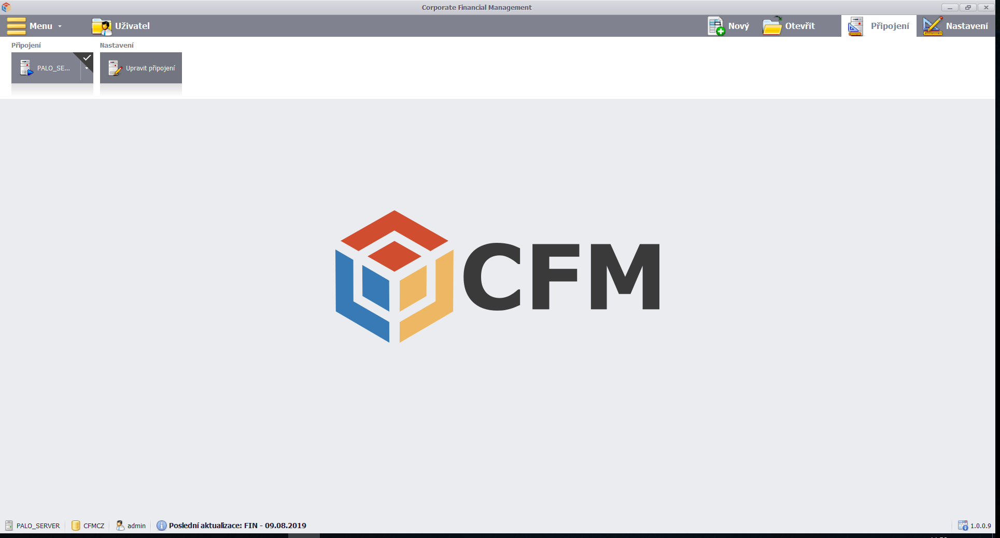 Corporate Financial Management
Menu
Uživatel
Nový
Otevřít
Připojení
Nastavení
Připojení
Nastavení
PALO_SE...
Upravit připojení
CFM
PALO_SERVER
CFMCZ
admin
Poslední aktualizace: FIN - 09.08.2019
1.0.0.9